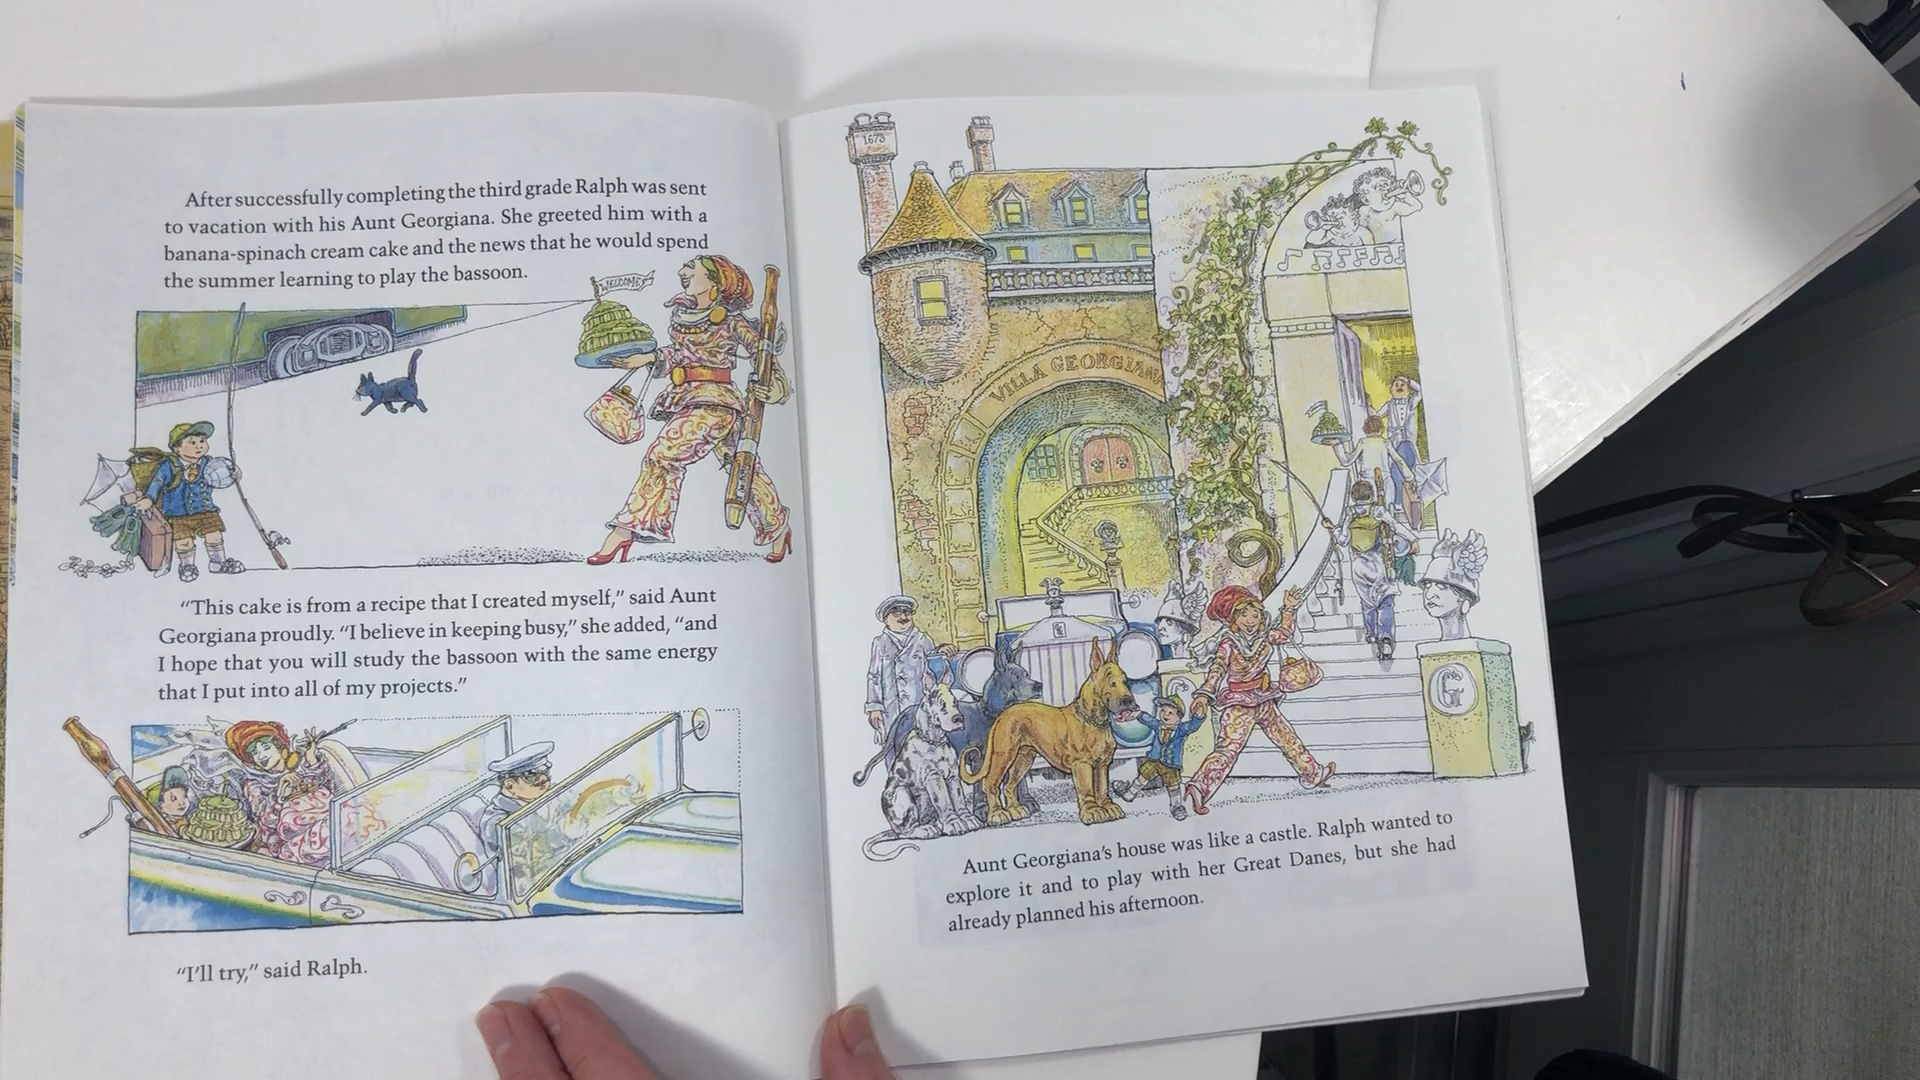 After successfully completing the third grade Ralph was sent
to vacation with his Aunt Georgiana. She greeted him with a
banana-spinach cream cake and the news that he would spend
the summer learning to play the bassoon.
WELCOME
“This cake is from a recipe that I created myself,” said Aunt
Georgiana proudly. “I believe in keeping busy,” she added, “and
I hope that you will study the bassoon with the same energy
that I put into all of my projects.”
“I’ll try,” said Ralph.
1673
VILLA GEORGIANA
G
Aunt Georgiana’s house was like a castle. Ralph wanted to
explore it and to play with her Great Danes, but she had
already planned his afternoon.